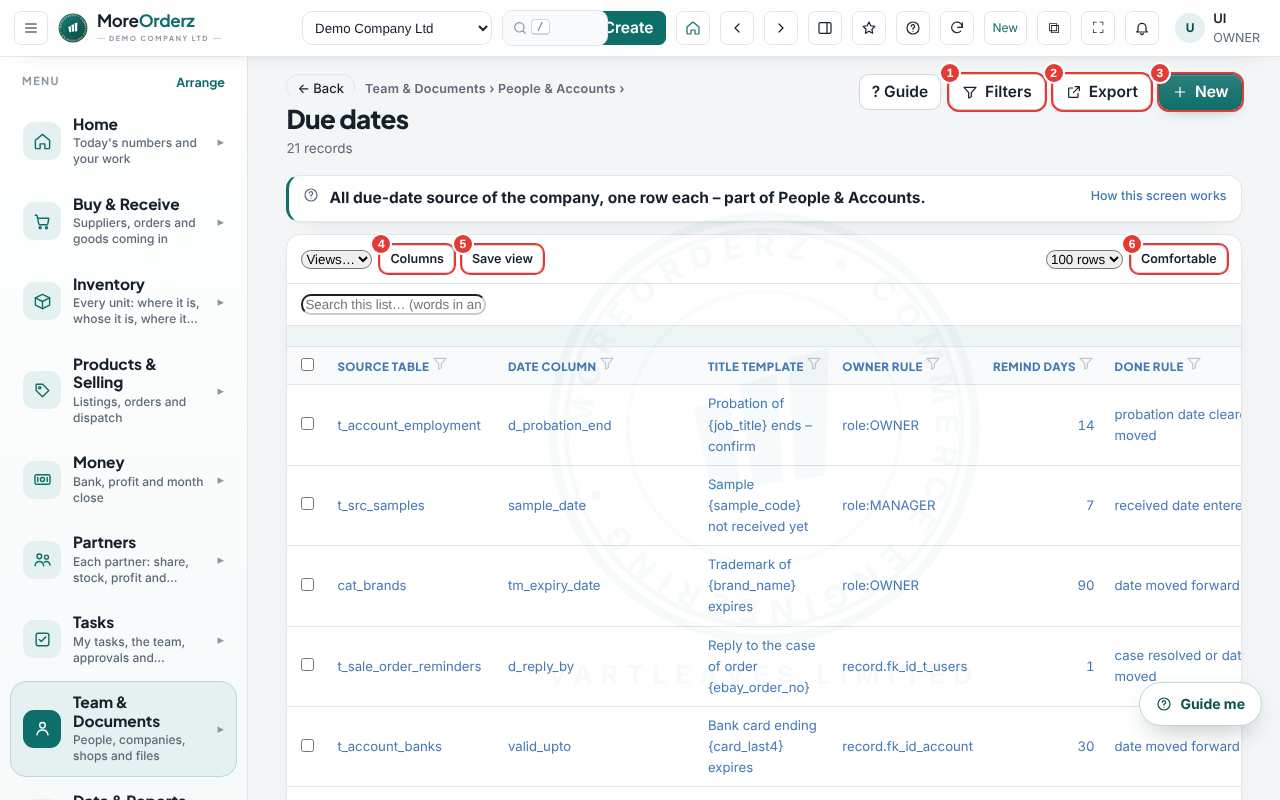 MoreOrderz
— DEMO COMPANY LTD —
Demo Company Ltd
/
Create
New
U
UI
OWNER
MENU
Arrange
Home
Today's numbers and
your work
Buy & Receive
Suppliers, orders and
goods coming in
Inventory
Every unit: where it is,
whose it is, where it...
Products &
Selling
Listings, orders and
dispatch
Money
Bank, profit and month
close
Partners
Each partner: share,
stock, profit and...
Tasks
My tasks, the team,
approvals and...
Team &
Documents
People, companies,
shops and files
← Back
Team & Documents › People & Accounts ›
Due dates
21 records
? Guide
1
Filters
2
Export
3
+ New
All due-date source of the company, one row each – part of People & Accounts.
How this screen works
Views...
4
Columns
5
Save view
100 rows
6
Comfortable
Search this list... (words in an
SOURCE TABLE
DATE COLUMN
TITLE TEMPLATE
OWNER RULE
REMIND DAYS
DONE RULE
t_account_employment
d_probation_end
Probation of
{job_title} ends –
confirm
role:OWNER
14
probation date cleare
moved
t_src_samples
sample_date
Sample
{sample_code}
not received yet
role:MANAGER
7
received date entere
cat_brands
tm_expiry_date
Trademark of
{brand_name}
expires
role:OWNER
90
date moved forward
t_sale_order_reminders
d_reply_by
Reply to the case
of order
{ebay_order_no}
record.fk_id_t_users
1
case resolved or dat
moved
t_account_banks
valid_upto
Bank card ending
{card_last4}
expires
record.fk_id_account
30
date moved forward
Guide me
MOREORDERZ • COMMERCE ENGINEERING •
VARTLEAVES LIMITED